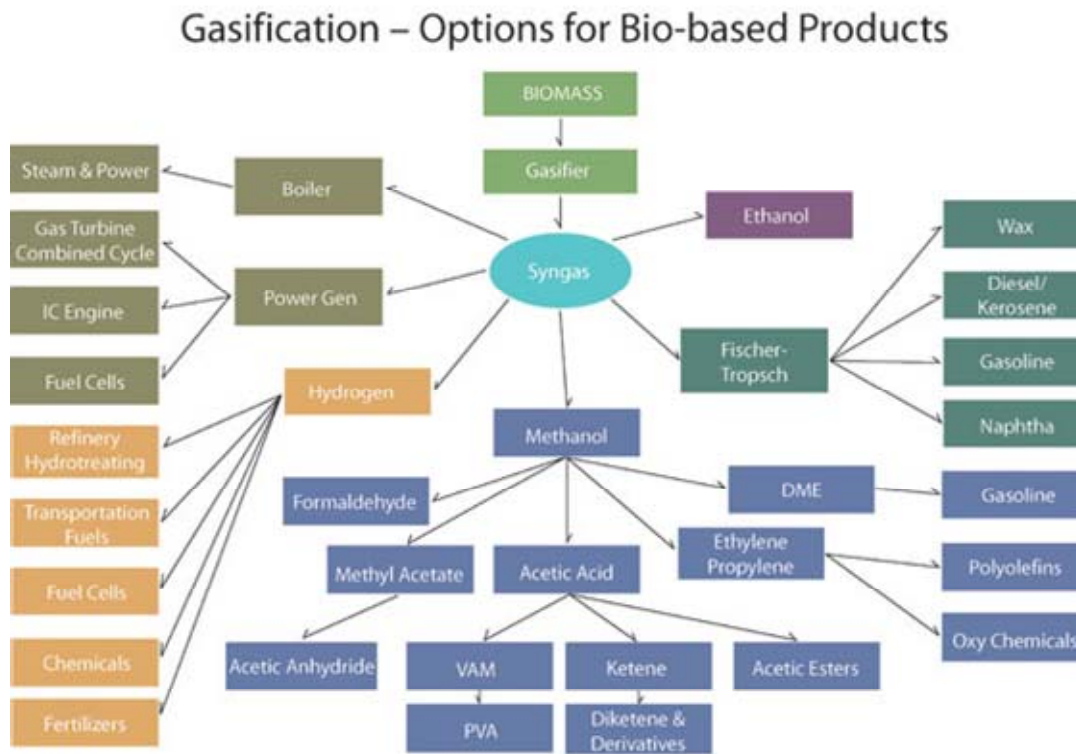 Gasification – Options for Bio-based Products
BIOMASS
Gasifier
Syngas
Boiler
Steam & Power
Power Gen
Gas Turbine
Combined Cycle
IC Engine
Fuel Cells
Hydrogen
Refinery
Hydrotreating
Transportation
Fuels
Fuel Cells
Chemicals
Fertilizers
Ethanol
Fischer-
Tropsch
Wax
Diesel/
Kerosene
Gasoline
Naphtha
Methanol
Formaldehyde
Methyl Acetate
Acetic Anhydride
Acetic Acid
VAM
PVA
Ketene
Diketene &
Derivatives
Acetic Esters
Ethylene
Propylene
Polyolefins
Oxy Chemicals
DME
Gasoline